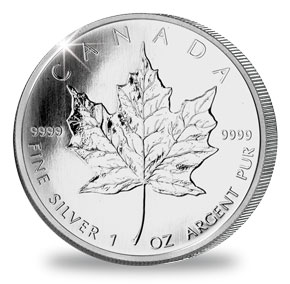 CANADA
9999 9999
FINE SILVER 1 OZ ARGENT PUR